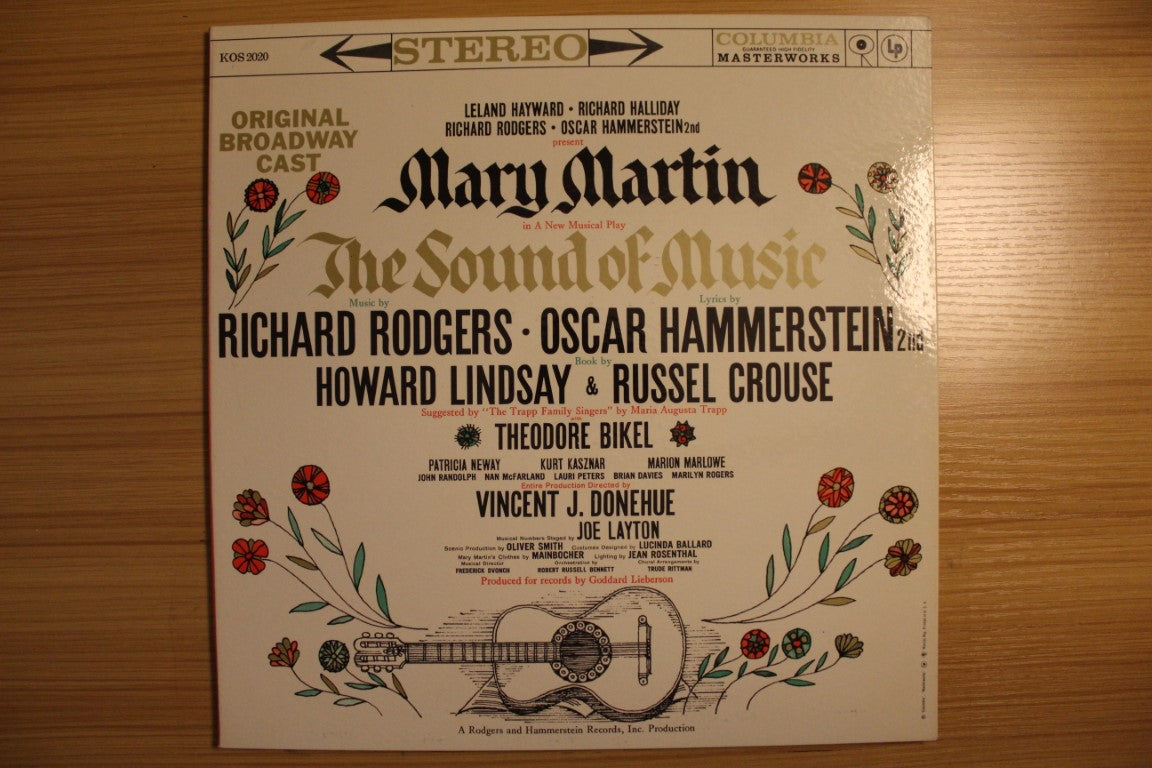 KOS 2020
STEREO
COLUMBIA
GUARANTEED HIGH FIDELITY
MASTERWORKS
Lp
ORIGINAL
BROADWAY
CAST
LELAND HAYWARD • RICHARD HALLIDAY
RICHARD RODGERS • OSCAR HAMMERSTEIN 2nd
present
Mary Martin
in A New Musical Play
The Sound of Music
Music by Lyrics by
RICHARD RODGERS • OSCAR HAMMERSTEIN 2nd
Book by
HOWARD LINDSAY & RUSSEL CROUSE
Suggested by "The Trapp Family Singers" by Maria Augusta Trapp
with
THEODORE BIKEL
PATRICIA NEWAY KURT KASZNAR MARION MARLOWE
JOHN RANDOLPH NAN McFARLAND LAURI PETERS BRIAN DAVIES MARILYN ROGERS
Entire Production Directed by
VINCENT J. DONEHUE
Musical Numbers Staged by JOE LAYTON
Scenic Production by OLIVER SMITH Costumes Designed by LUCINDA BALLARD
Mary Martin's Clothes by MAINBOCHER Lighting by JEAN ROSENTHAL
Musical Director Orchestration by Choral Arrangements by
FREDERICK DVONCH ROBERT RUSSELL BENNETT TRUDE RITTMAN
Produced for records by Goddard Lieberson
A Rodgers and Hammerstein Records, Inc. Production